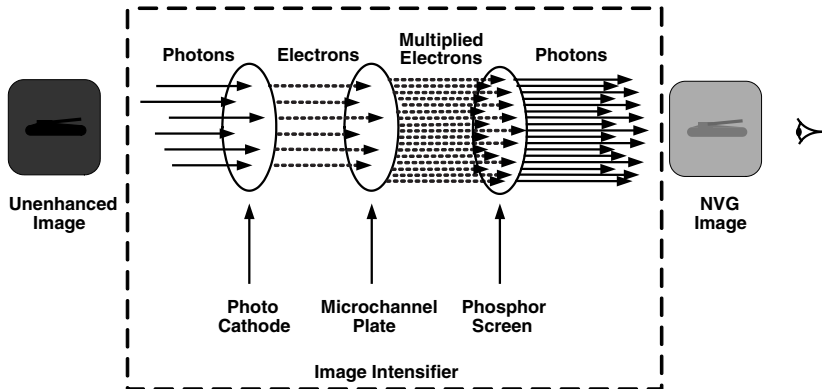 Photons
Electrons
Multiplied
Electrons
Photons
Unenhanced
Image
NVG
Image
Photo
Cathode
Microchannel
Plate
Phosphor
Screen
Image Intensifier